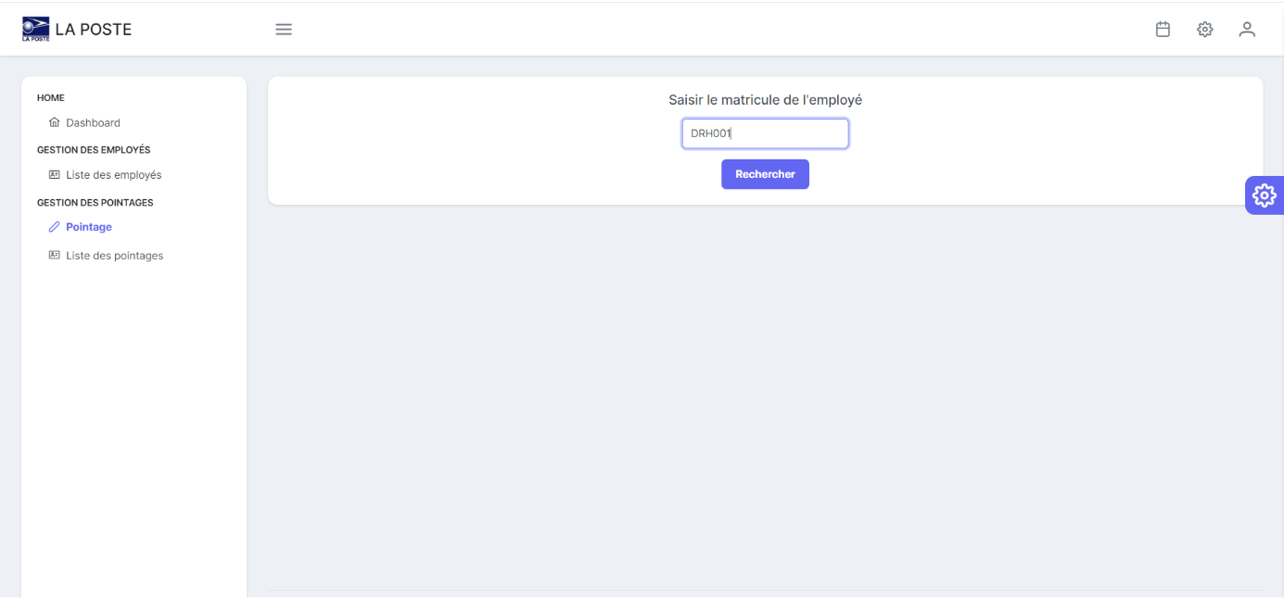 LA POSTE
LA POSTE
HOME
Dashboard
GESTION DES EMPLOYÉS
Liste des employés
GESTION DES POINTAGES
Pointage
Liste des pointages
Saisir le matricule de l'employé
DRH001
Rechercher